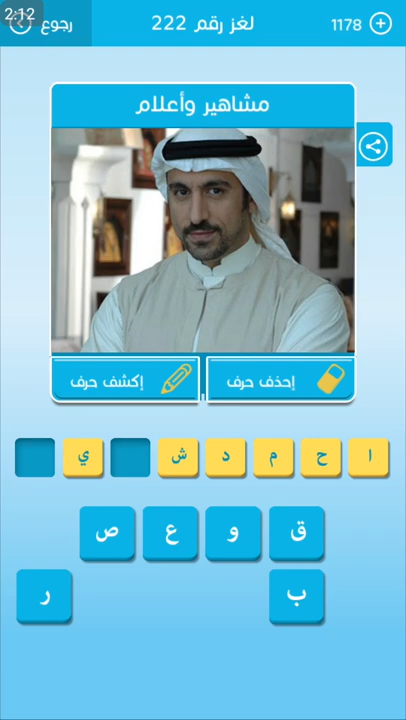 2:12
رجوع
لغز رقم 222
1178
مشاهير وأعلام
إحذف حرف
إكشف حرف
ا ح م د ش ي
ق و ع ص
ب ر